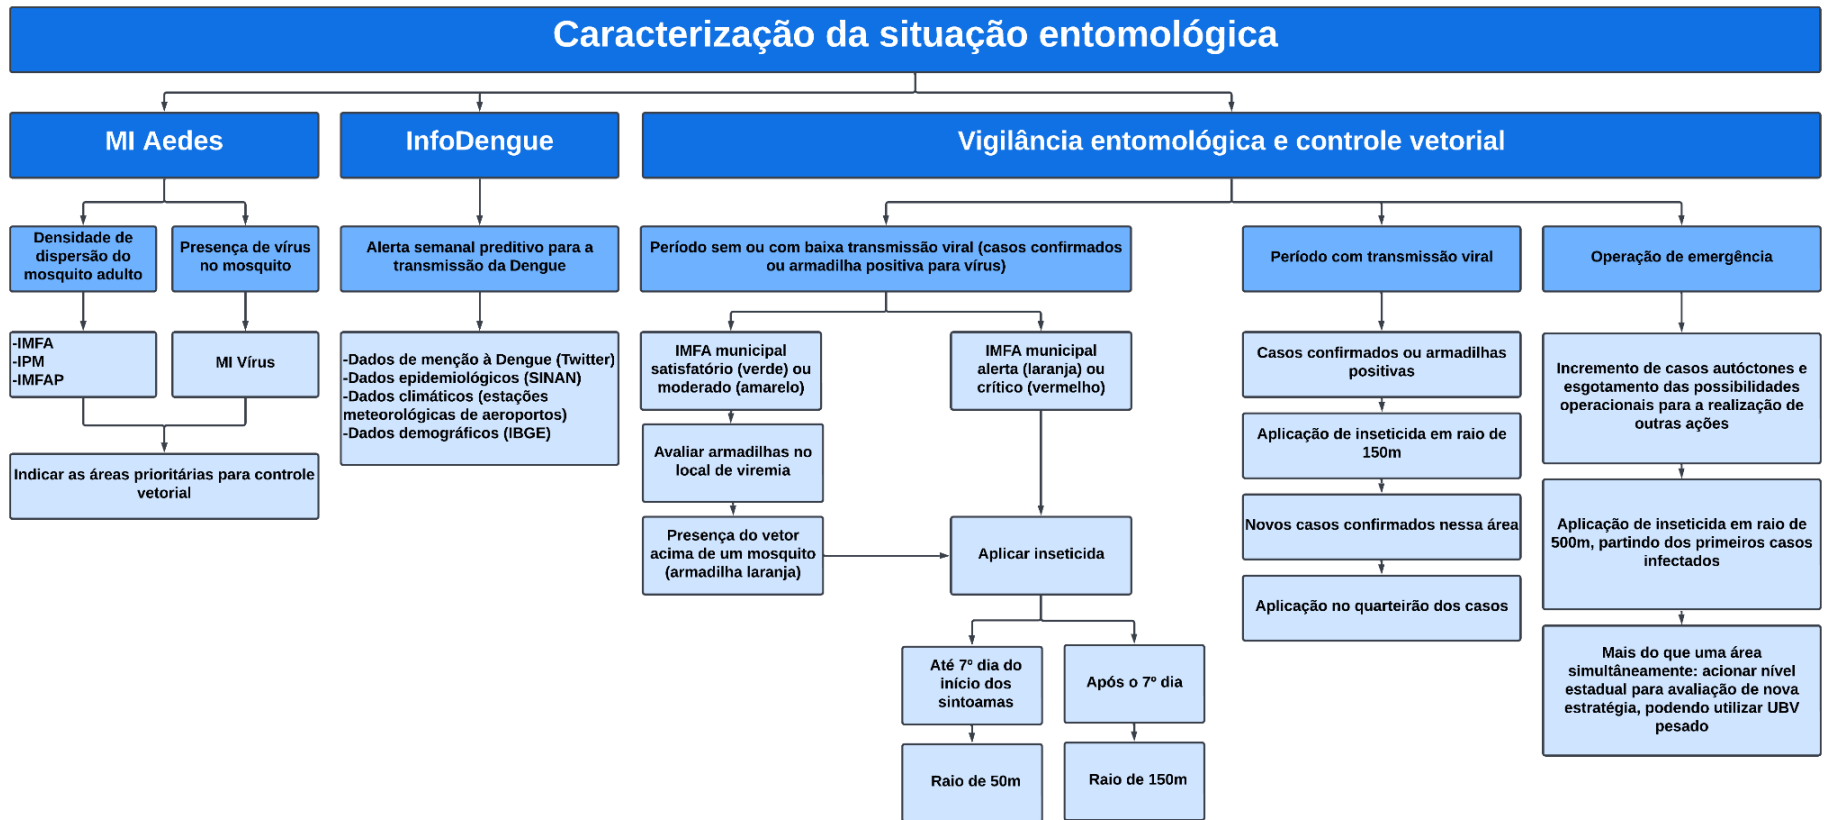 Caracterização da situação entomológica
MI Aedes
InfoDengue
Vigilância entomológica e controle vetorial
Densidade de
dispersão do
mosquito adulto
Presença de vírus
no mosquito
Alerta semanal preditivo para a
transmissão da Dengue
Período sem ou com baixa transmissão viral (casos confirmados
ou armadilha positiva para vírus)
Período com transmissão viral
Operação de emergência
-IMFA
-IPM
-IMFAP
MI Vírus
-Dados de menção à Dengue (Twitter)
-Dados epidemiológicos (SINAN)
-Dados climáticos (estações
meteorológicas de aeroportos)
-Dados demográficos (IBGE)
IMFA municipal
satisfatório (verde) ou
moderado (amarelo)
IMFA municipal
alerta (laranja) ou
crítico (vermelho)
Casos confirmados ou armadilhas
positivas
Incremento de casos autóctones e
esgotamento das possibilidades
operacionais para a realização de
outras ações
Indicar as áreas prioritárias para controle
vetorial
Avaliar armadilhas no
local de viremia
Aplicação de inseticida em raio de
150m
Presença do vetor
acima de um mosquito
(armadilha laranja)
Aplicar inseticida
Novos casos confirmados nessa área
Aplicação de inseticida em raio de
500m, partindo dos primeiros casos
infectados
Aplicação no quarteirão dos casos
Até 7º dia do
início dos
sintoamas
Após o 7º dia
Mais do que uma área
simultâneamente: acionar nível
estadual para avaliação de nova
estratégia, podendo utilizar UBV
pesado
Raio de 50m
Raio de 150m